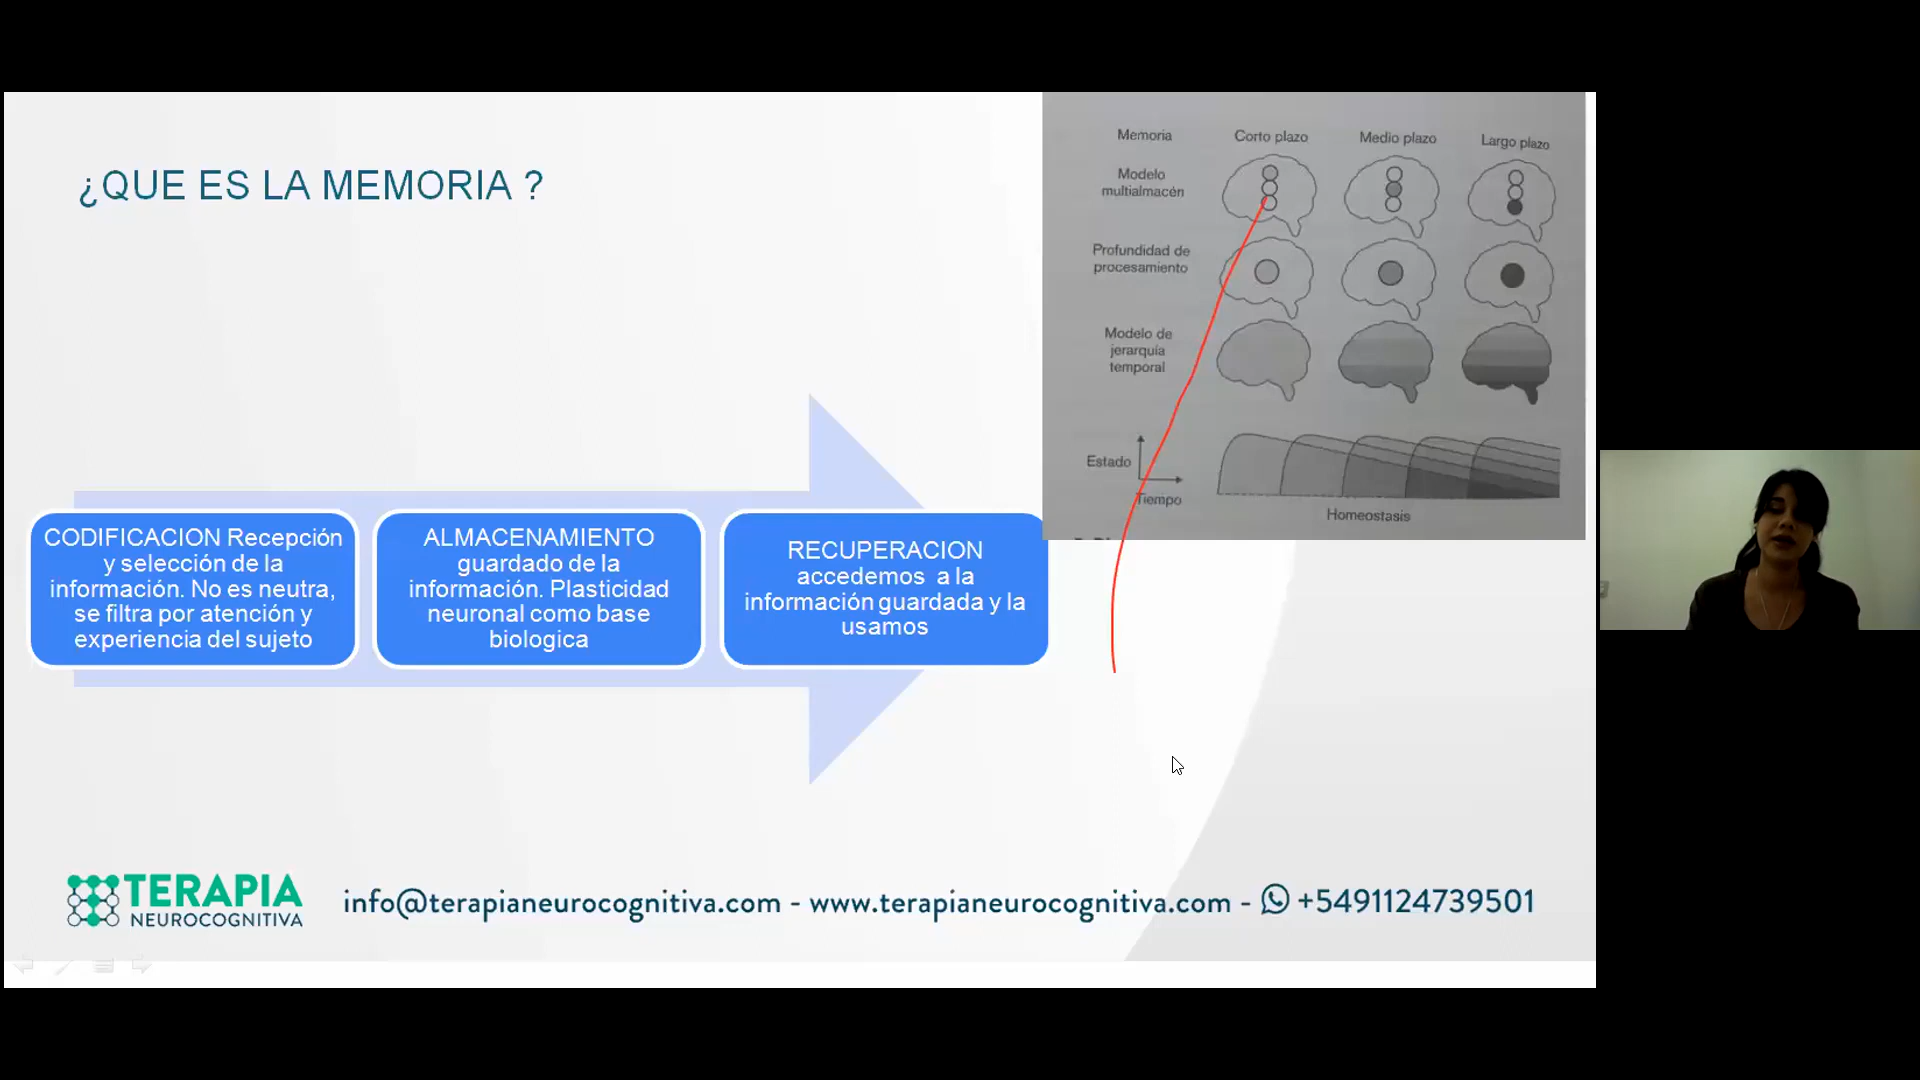 ¿QUE ES LA MEMORIA ?
CODIFICACION Recepción
y selección de la
información. No es neutra,
se filtra por atención y
experiencia del sujeto
ALMACENAMIENTO
guardado de la
información. Plasticidad
neuronal como base
biologica
RECUPERACION
accedemos a la
información guardada y la
usamos
Memoria Corto plazo Medio plazo Largo plazo
Modelo
multialmacén
Profundidad de
procesamiento
Modelo de
jerarquía
temporal
Estado
Tiempo
Homeostasis
TERAPIA
NEUROCOGNITIVA
info@terapianeurocognitiva.com - www.terapianeurocognitiva.com - +5491124739501